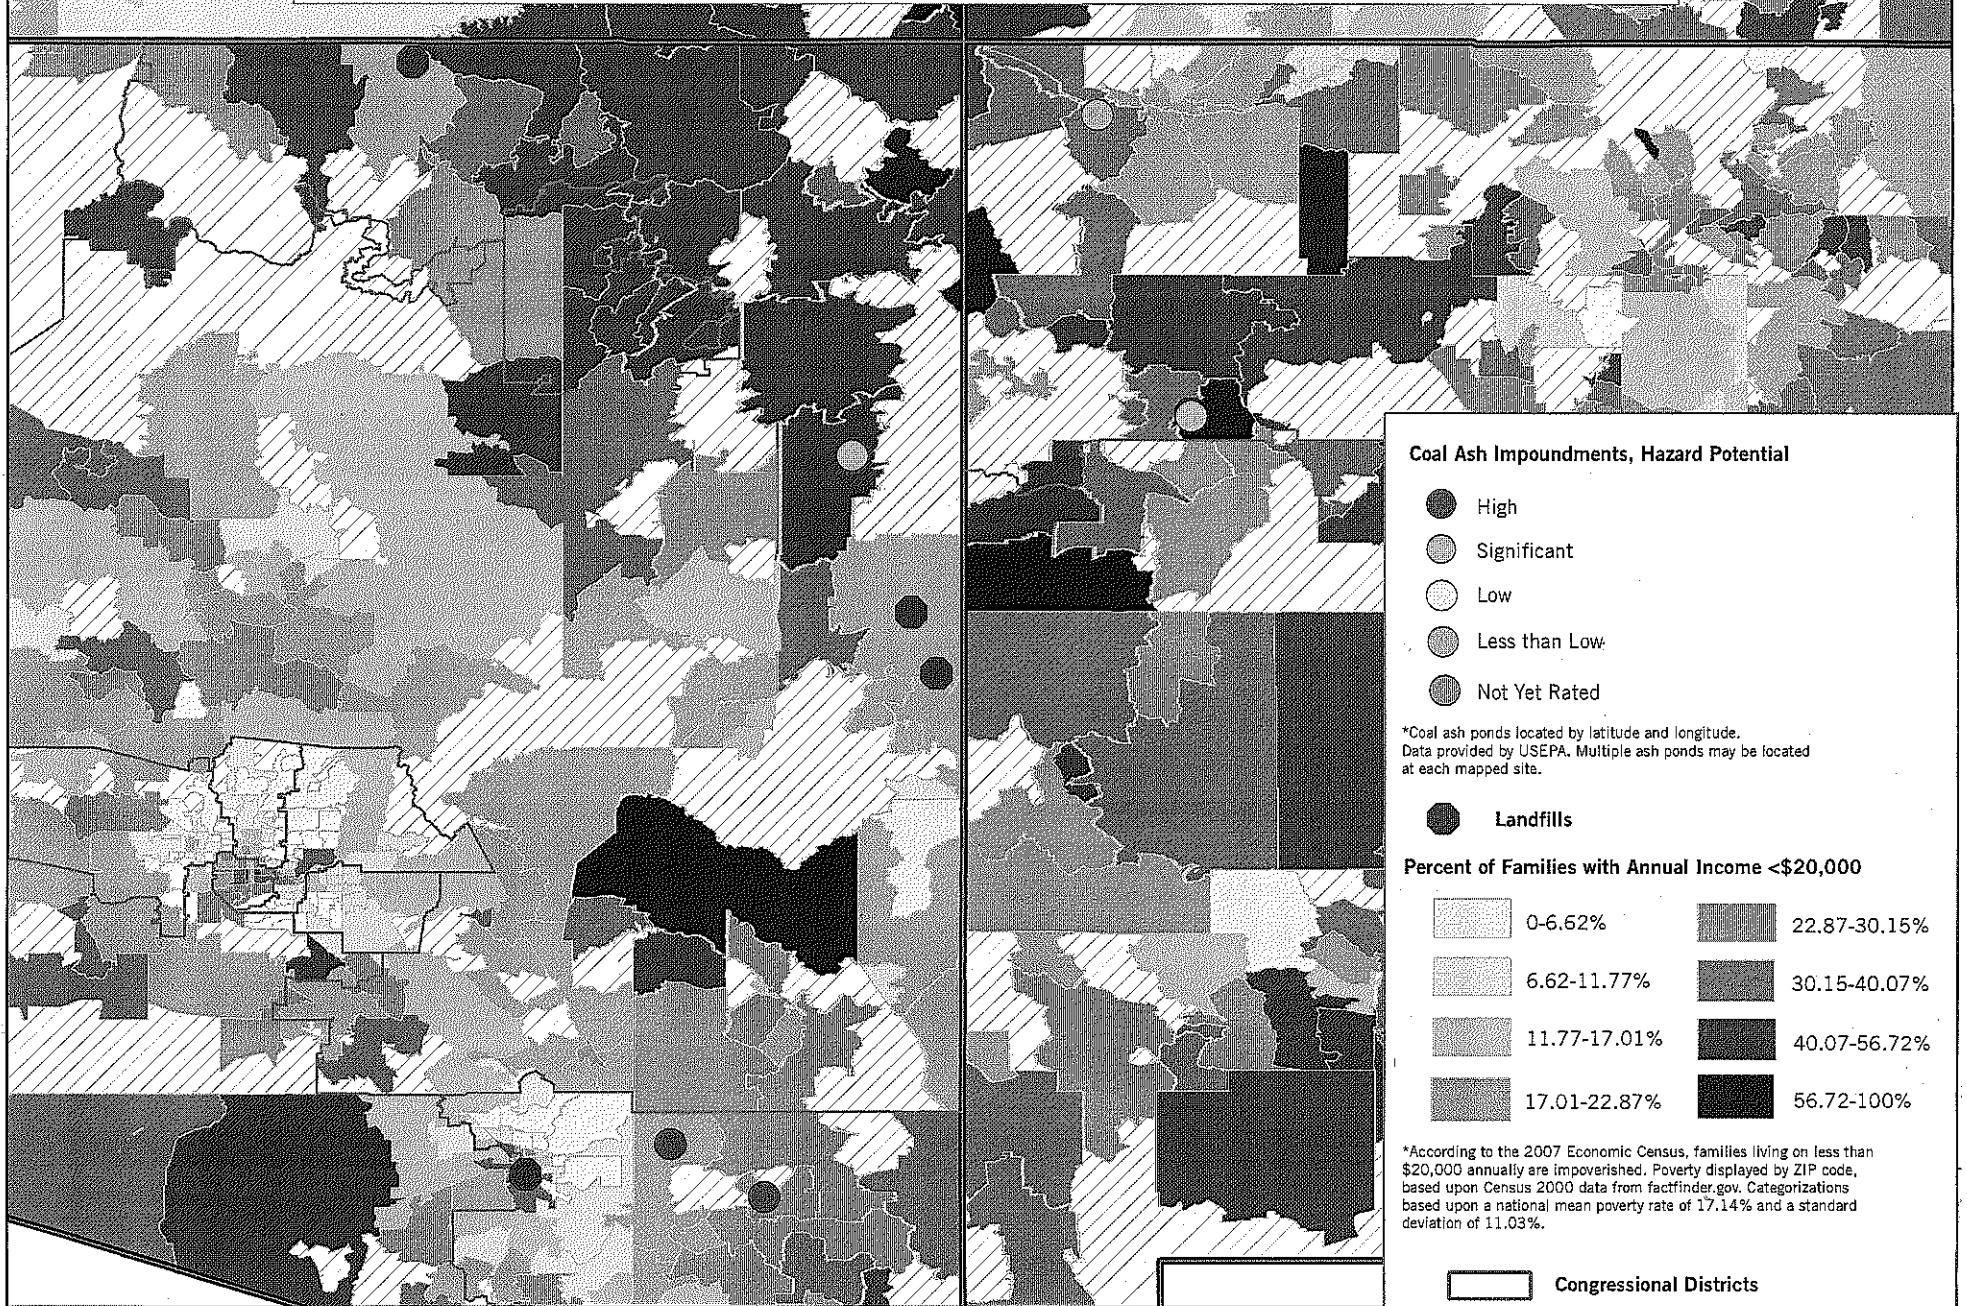 Coal Ash Impoundments, Hazard Potential
High
Significant
Low
Less than Low
Not Yet Rated
*Coal ash ponds located by latitude and longitude.
Data provided by USEPA. Multiple ash ponds may be located
at each mapped site.
Landfills
Percent of Families with Annual Income <$20,000
0-6.62%
22.87-30.15%
6.62-11.77%
30.15-40.07%
11.77-17.01%
40.07-56.72%
17.01-22.87%
56.72-100%
*According to the 2007 Economic Census, families living on less than
$20,000 annually are impoverished. Poverty displayed by ZIP code,
based upon Census 2000 data from factfinder.gov. Categorizations
based upon a national mean poverty rate of 17.14% and a standard
deviation of 11.03%.
Congressional Districts